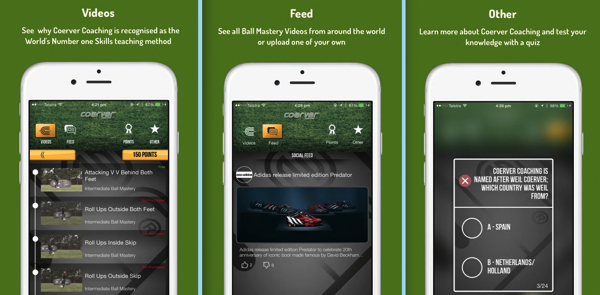 Videos
See why Coerver Coaching is recognised as the
World's Number one Skills teaching method
Telstra
4:21 pm
81%
coerver
VIDEOS
FEED
POINTS
OTHER
150 POINTS
Attacking V V Behind Both
Feet
Intermediate Ball Mastery
Roll Ups Outside Both Feet
Intermediate Ball Mastery
Roll Ups Inside Skip
Intermediate Ball Mastery
Roll Ups Outside Skip
Intermediate Ball Mastery
Feed
See all Ball Mastery Videos from around the world
or upload one of your own
Telstra
4:25 pm
coerver
Videos
Feed
Points
Other
SOCIAL FEED
Adidas release limited edition Predator
Adidas release limited edition Predator to celebrate 20th
anniversary of iconic boot made famous by David Beckham...
2
0
Other
Learn more about Coerver Coaching and test your
knowledge with a quiz
Telstra
4:26 pm
COERVER COACHING IS
NAMED AFTER WEIL COERVER;
WHICH COUNTRY WAS WEIL
FROM?
A - SPAIN
B - NETHERLANDS/
HOLLAND
3/24